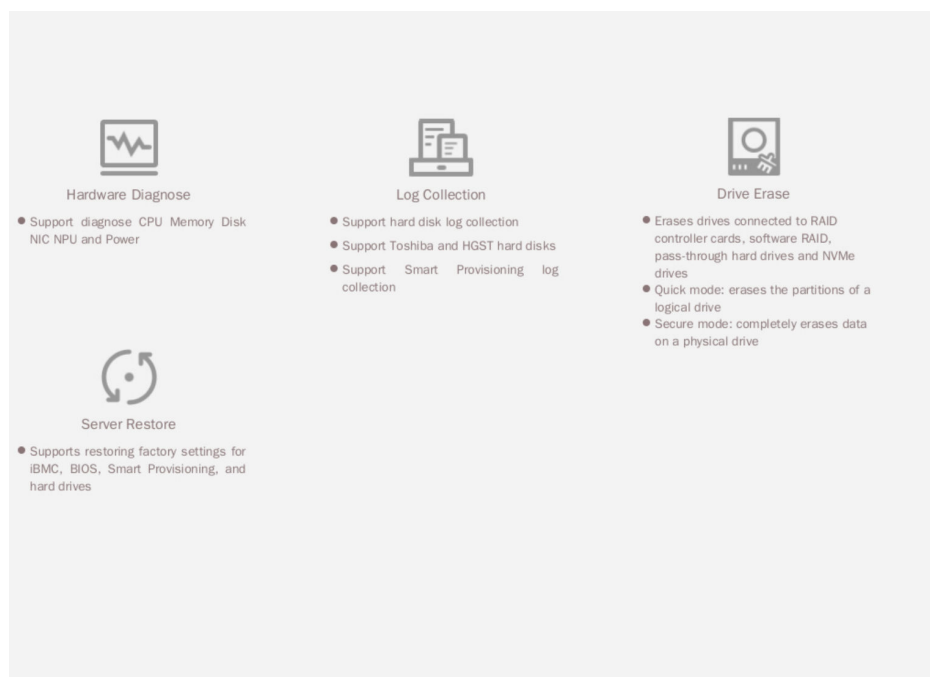 Hardware Diagnose
● Support diagnose CPU Memory Disk
NIC NPU and Power
Log Collection
● Support hard disk log collection
● Support Toshiba and HGST hard disks
● Support Smart Provisioning log
collection
Drive Erase
● Erases drives connected to RAID
controller cards, software RAID,
pass-through hard drives and NVMe
drives
● Quick mode: erases the partitions of a
logical drive
● Secure mode: completely erases data
on a physical drive
Server Restore
● Supports restoring factory settings for
iBMC, BIOS, Smart Provisioning, and
hard drives